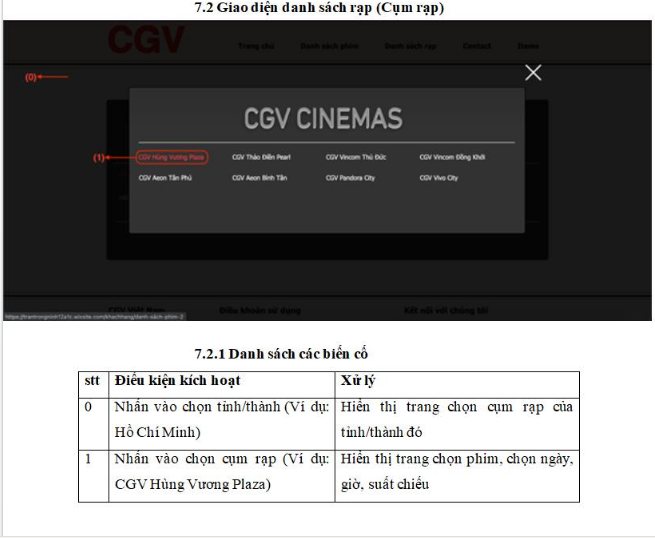 7.2 Giao diện danh sách rạp (Cụm rạp)
CGV
Trang chủ Danh sách phim Danh sách rạp Contact Demo
(0)
CGV CINEMAS
(1)
CGV Hùng Vương Plaza CGV Thảo Điền Pearl CGV Vincom Thủ Đức CGV Vincom Đồng Khởi
CGV Aeon Tân Phú CGV Aeon Bình Tân CGV Pandora City CGV Vivo City
CGV Việt Nam Điều khoản sử dụng Kết nối với chúng tôi
7.2.1 Danh sách các biến cố
stt Điều kiện kích hoạt Xử lý
0 Nhấn vào chọn tỉnh/thành (Ví dụ: Hiển thị trang chọn cụm rạp của
Hồ Chí Minh) tỉnh/thành đó
1 Nhấn vào chọn cụm rạp (Ví dụ: Hiển thị trang chọn phim, chọn ngày,
CGV Hùng Vương Plaza) giờ, suất chiếu